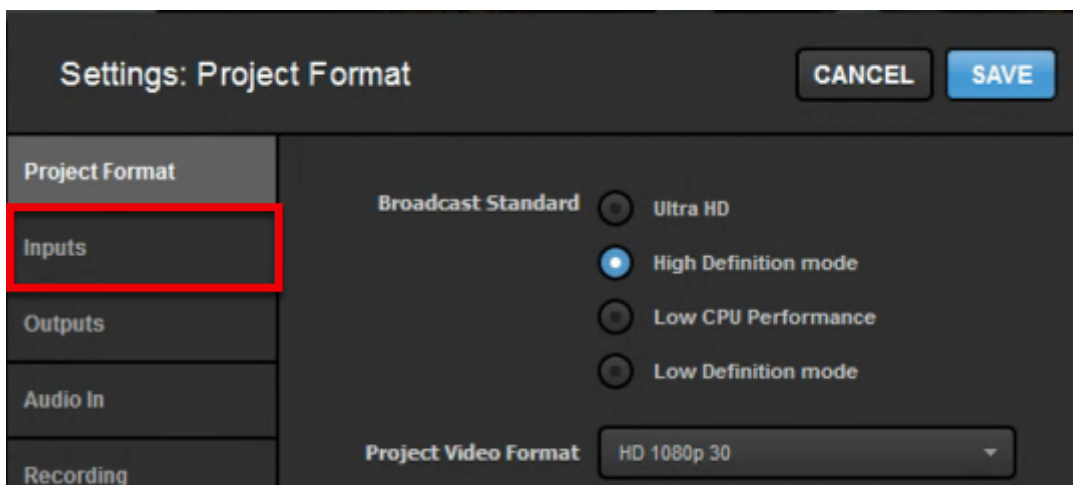 Settings: Project Format
CANCEL
SAVE
Project Format
Inputs
Outputs
Audio In
Recording
Broadcast Standard
Ultra HD
High Definition mode
Low CPU Performance
Low Definition mode
Project Video Format
HD 1080p 30